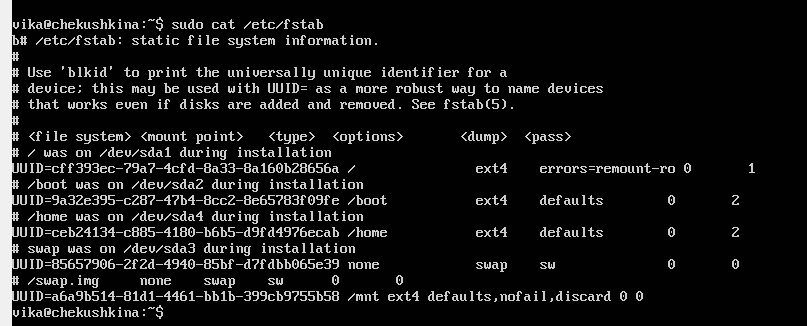 vika@chekushkina:~$ sudo cat /etc/fstab
b# /etc/fstab: static file system information.
#
# Use 'blkid' to print the universally unique identifier for a
# device; this may be used with UUID= as a more robust way to name devices
# that works even if disks are added and removed. See fstab(5).
#
# <file system> <mount point>   <type>  <options>       <dump>  <pass>
# / was on /dev/sda1 during installation
UUID=cff393ec-79a7-4cfd-8a33-8a160b28656a /               ext4    errors=remount-ro 0       1
# /boot was on /dev/sda2 during installation
UUID=9a32e395-c287-47b4-8cc2-8e65783f09fe /boot           ext4    defaults        0       2
# /home was on /dev/sda4 during installation
UUID=ceb24134-c885-4180-b6b5-d9fd4976ecab /home           ext4    defaults        0       2
# swap was on /dev/sda3 during installation
UUID=85657906-2f2d-4940-85bf-d7fdbb065e39 none            swap    sw              0       0
# /swap.img     none    swap    sw      0       0
UUID=a6a9b514-81d1-4461-bb1b-399cb9755b58 /mnt ext4 defaults,nofail,discard 0 0
vika@chekushkina:~$